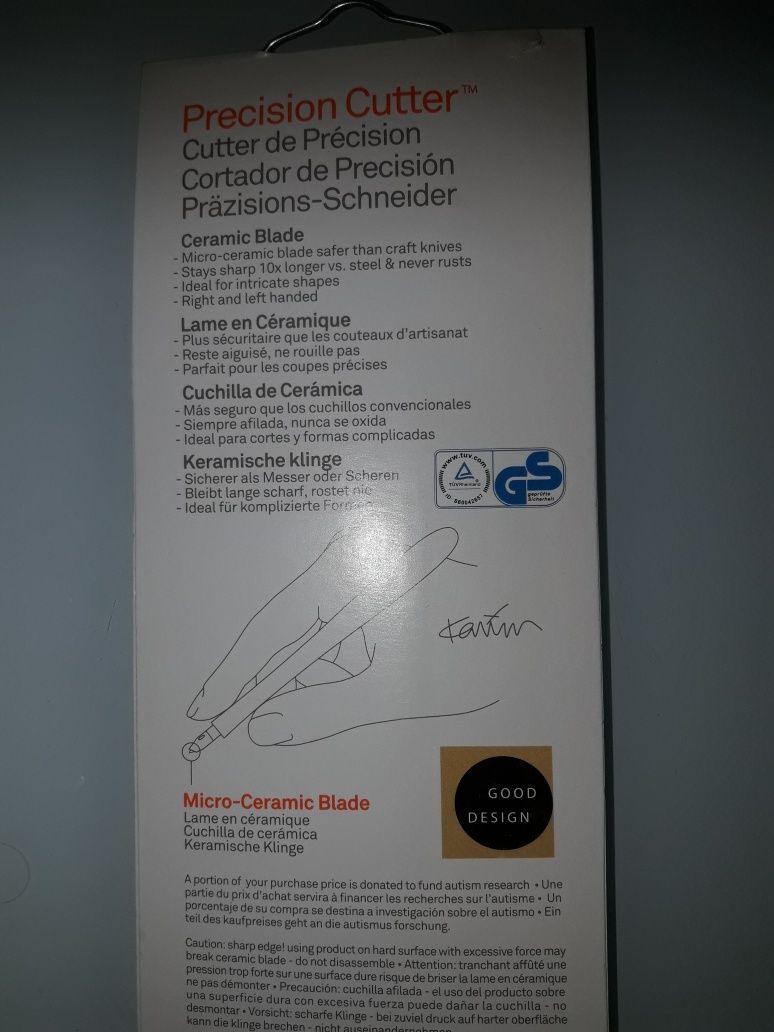 Precision Cutter™
Cutter de Précision
Cortador de Precisión
Präzisions-Schneider
Ceramic Blade
- Micro-ceramic blade safer than craft knives
- Stays sharp 10x longer vs. steel & never rusts
- Ideal for intricate shapes
- Right and left handed
Lame en Céramique
- Plus sécuritaire que les couteaux d'artisanat
- Reste aiguisé, ne rouille pas
- Parfait pour les coupes précises
Cuchilla de Cerámica
- Más seguro que los cuchillos convencionales
- Siempre afilada, nunca se oxida
- Ideal para cortes y formas complicadas
Keramische klinge
- Sicherer als Messer oder Scheren
- Bleibt lange scharf, rostet nie
- Ideal für komplizierte Formen
www.tuv.com
TÜVRheinland
ID
GS
geprüfte
Sicherheit
GOOD
DESIGN
Micro-Ceramic Blade
Lame en céramique
Cuchilla de cerámica
Keramische Klinge
A portion of your purchase price is donated to fund autism research • Une
partie du prix d'achat servira à financer les recherches sur l'autisme • Un
porcentaje de su compra se destina a investigación sobre el autismo • Ein
teil des kaufpreises geht an die autismus forschung.
Caution: sharp edge! using product on hard surface with excessive force may
break ceramic blade - do not disassemble • Attention: tranchant affûté une
pression trop forte sur une surface dure risque de briser la lame en céramique
ne pas démonter • Precaución: cuchilla afilada - el uso del producto sobre
una superficie dura con excesiva fuerza puede dañar la cuchilla - no
desmontar • Vorsicht: scharfe Klinge - bei zuviel druck auf harter oberfläche
kann die klinge brechen - nicht auseinandernehmen